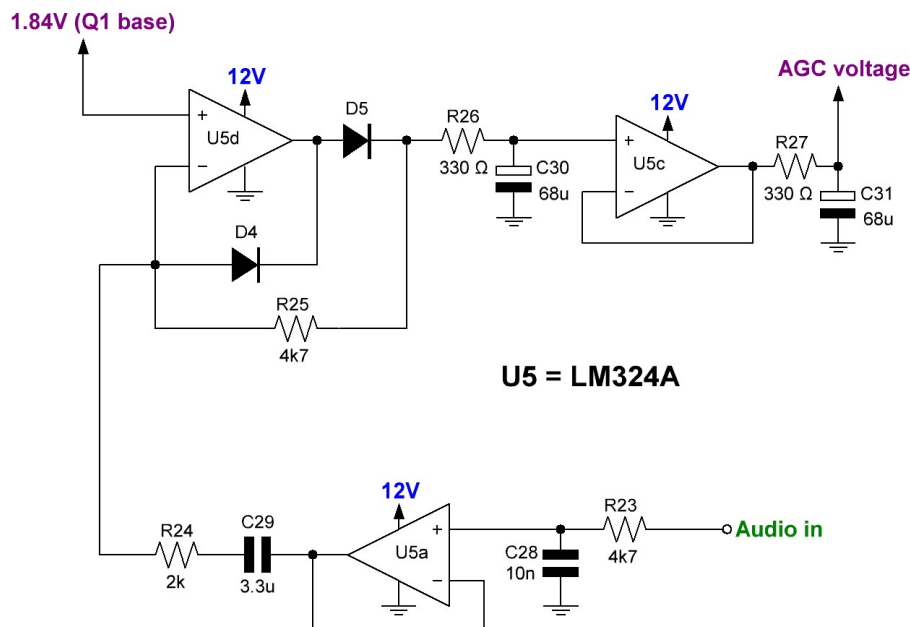 1.84V (Q1 base)
12V
+
U5d
−
D5
D4
R25
4k7
R26
330 Ω
C30
68u
12V
+
U5c
−
AGC voltage
R27
330 Ω
C31
68u
U5 = LM324A
R24
2k
C29
3.3u
12V
+
U5a
−
C28
10n
R23
4k7
Audio in